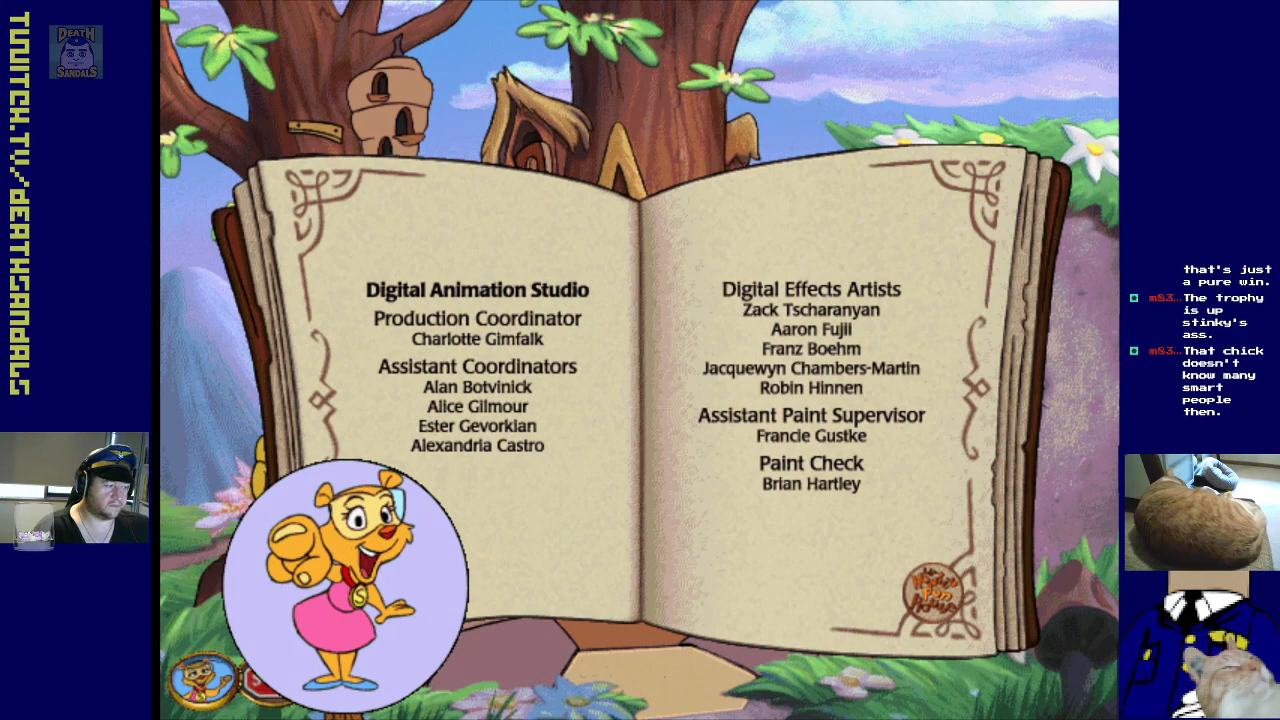 TWITCH.TV/DEATHSANDALS
DEATH
SANDALS
Digital Animation Studio
Production Coordinator
Charlotte Gimfalk
Assistant Coordinators
Alan Botvinick
Alice Gilmour
Ester Gevorkian
Alexandria Castro
Digital Effects Artists
Zack Tscharanyan
Aaron Fujii
Franz Boehm
Jacquewyn Chambers-Martin
Robin Hinnen
Assistant Paint Supervisor
Francie Gustke
Paint Check
Brian Hartley
S
that's just
a pure win.
m83...The trophy
is up
stinky's
ass.
m83...That chick
doesn't
know many
smart
people
then.